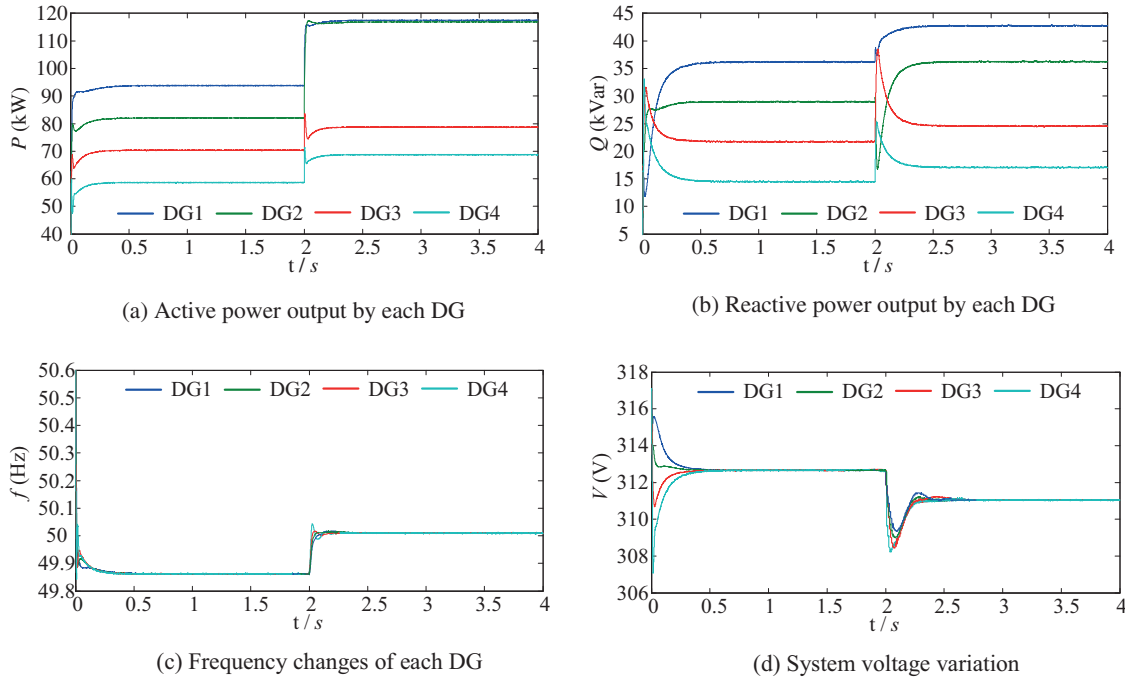 120
110
100
90
80
70
60
50
40
P (kW)
DG1 DG2 DG3 DG4
0 0.5 1 1.5 2 2.5 3 3.5 4
t / s
(a) Active power output by each DG
45
40
35
30
25
20
15
10
5
Q (kVar)
DG1 DG2 DG3 DG4
0 0.5 1 1.5 2 2.5 3 3.5 4
t / s
(b) Reactive power output by each DG
50.6
50.5
50.4
50.3
50.2
50.1
50
49.9
49.8
f (Hz)
DG1 DG2 DG3 DG4
0 0.5 1 1.5 2 2.5 3 3.5 4
t / s
(c) Frequency changes of each DG
318
316
314
312
310
308
306
V (V)
DG1 DG2 DG3 DG4
0 0.5 1 1.5 2 2.5 3 3.5 4
t / s
(d) System voltage variation